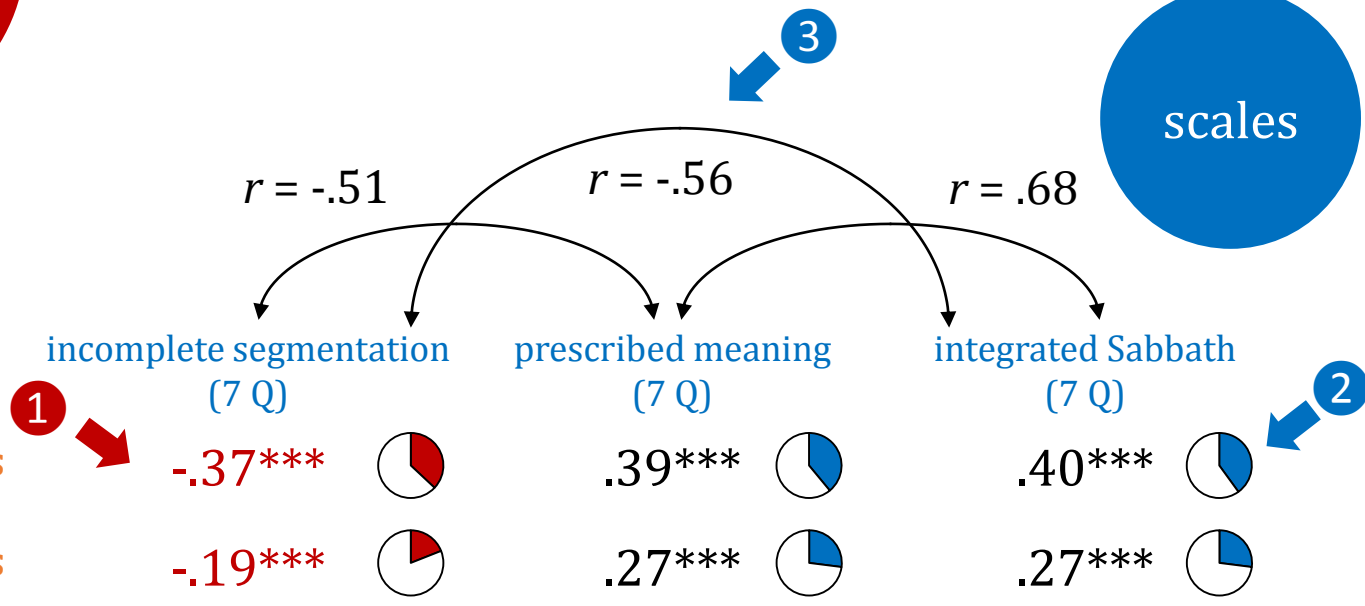 3
scales
r = -.51
r = -.56
r = .68
incomplete segmentation
(7 Q)
prescribed meaning
(7 Q)
integrated Sabbath
(7 Q)
1
2
s
-.37***
.39***
.40***
s
-.19***
.27***
.27***